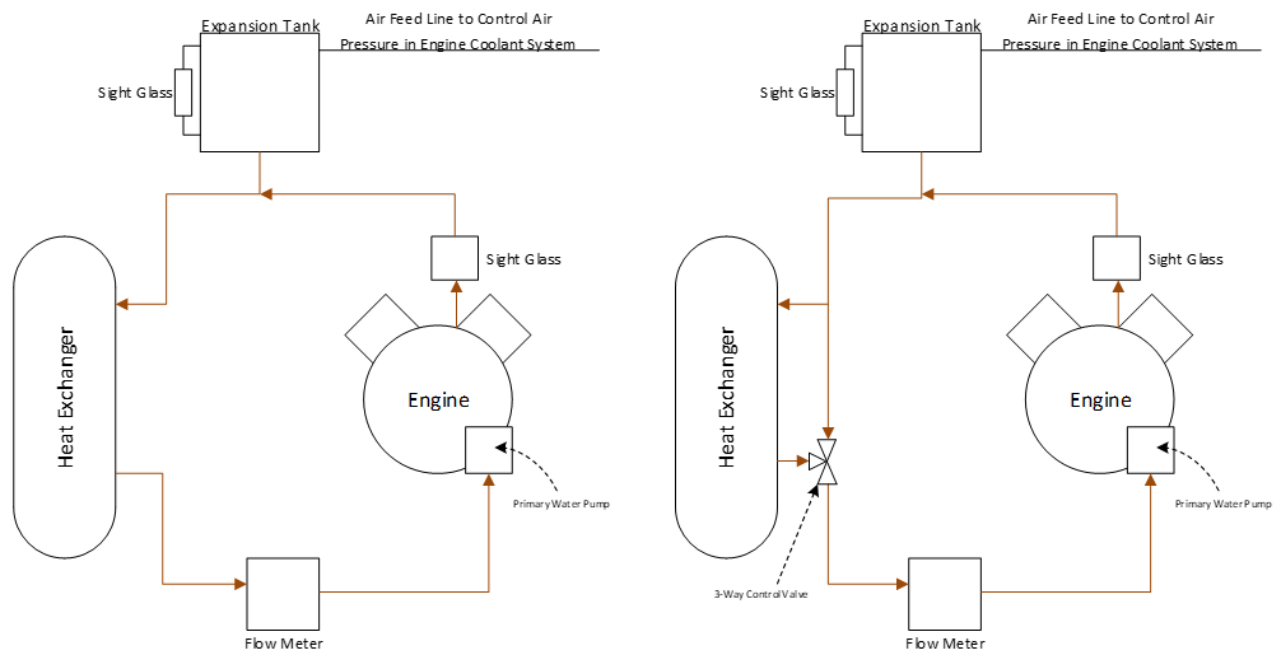 Expansion Tank
Air Feed Line to Control Air
Pressure in Engine Coolant System
Sight Glass
Sight Glass
Heat Exchanger
Engine
Primary Water Pump
Flow Meter
Expansion Tank
Air Feed Line to Control Air
Pressure in Engine Coolant System
Sight Glass
Sight Glass
Heat Exchanger
Engine
Primary Water Pump
3-Way Control Valve
Flow Meter